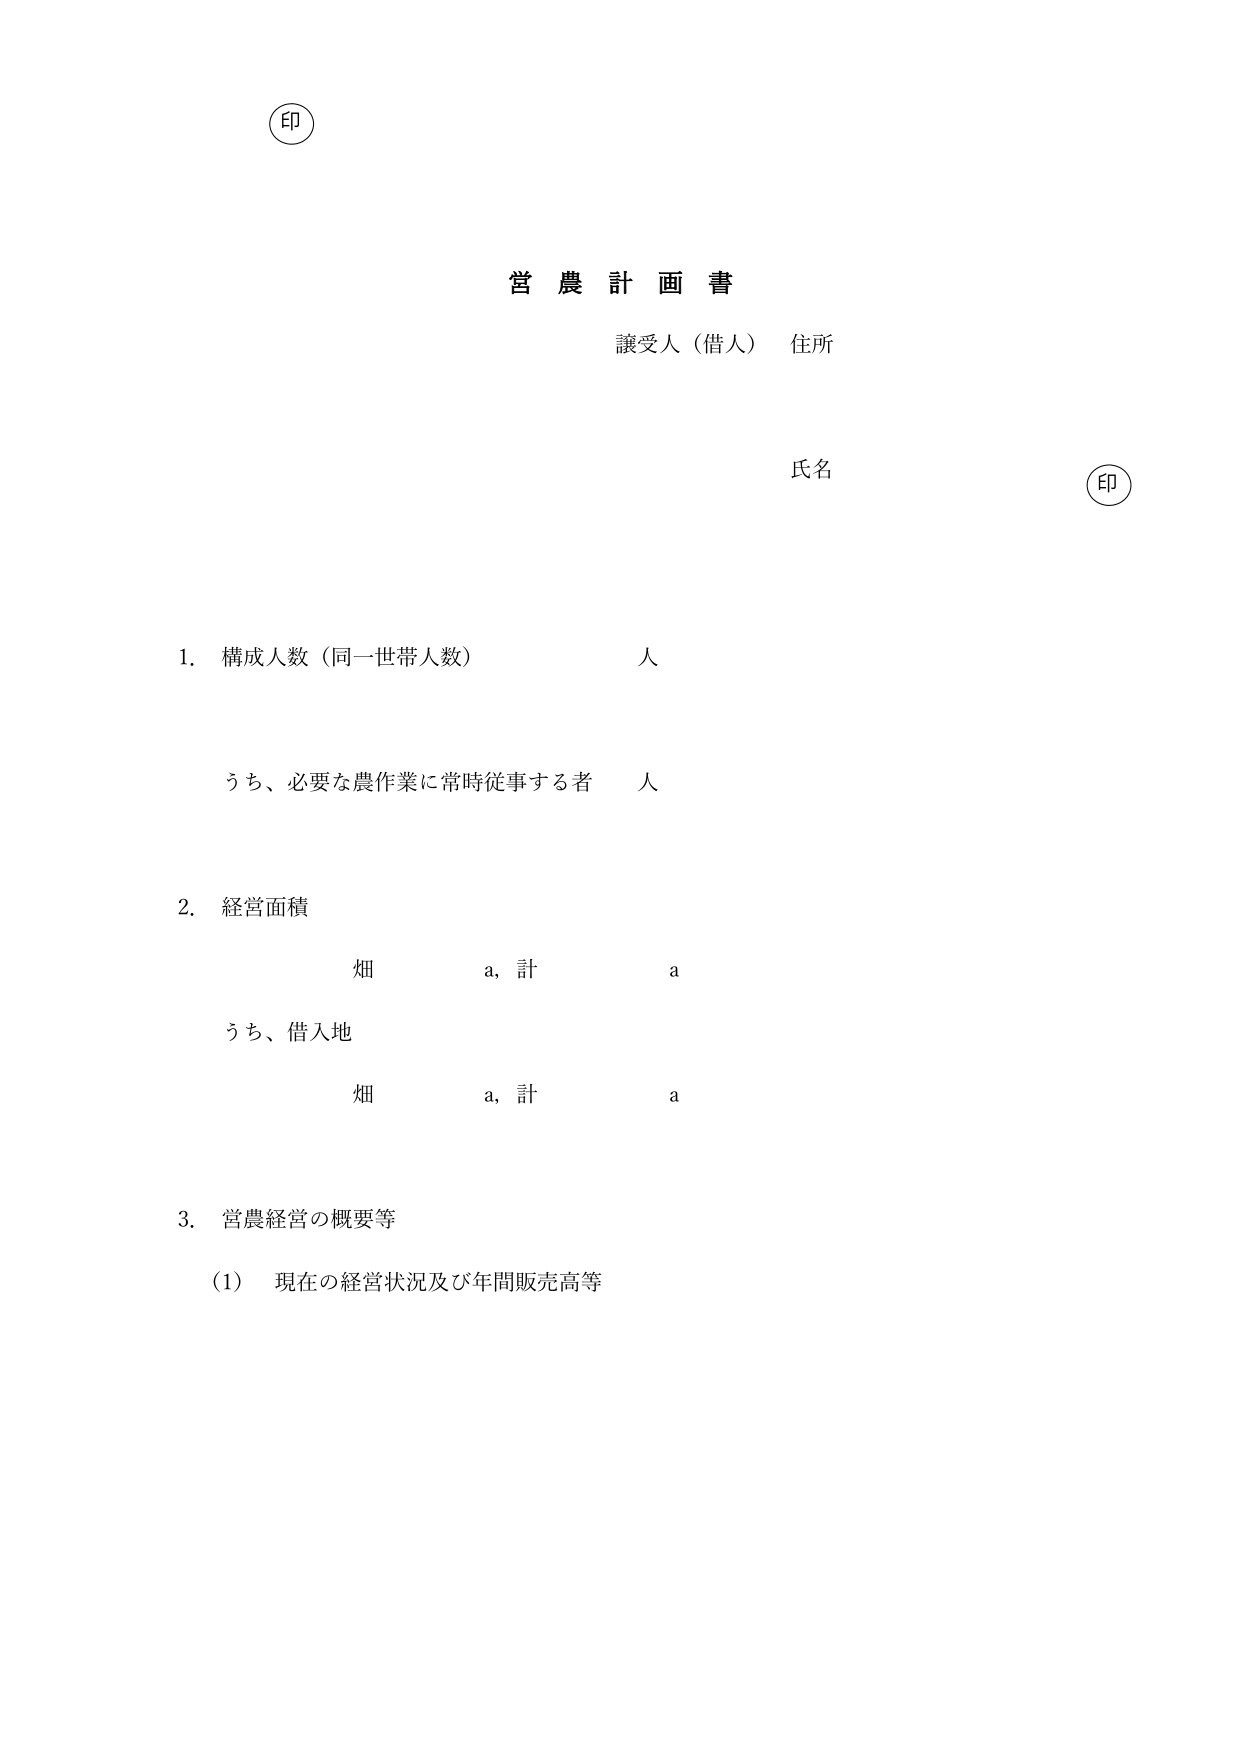 印
営農計画書
譲受人（借人）　住所
氏名　印
1.　構成人数（同一世帯人数）　人
うち、必要な農作業に常時従事する者　人
2.　経営面積
畑　a, 計　a
うち、借入地
畑　a, 計　a
3.　営農経営の概要等
（1）　現在の経営状況及び年間販売高等